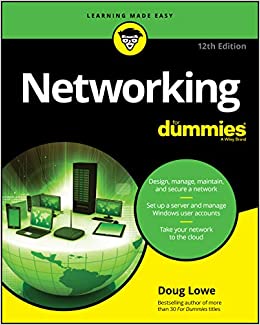 LEARNING MADE EASY
12th Edition
Networking
for
dummies
A Wiley Brand
Design, manage, maintain,
and secure a network
Set up a server and manage
Windows user accounts
Take your network
to the cloud
Doug Lowe
Bestselling author of more
than 30 For Dummies titles